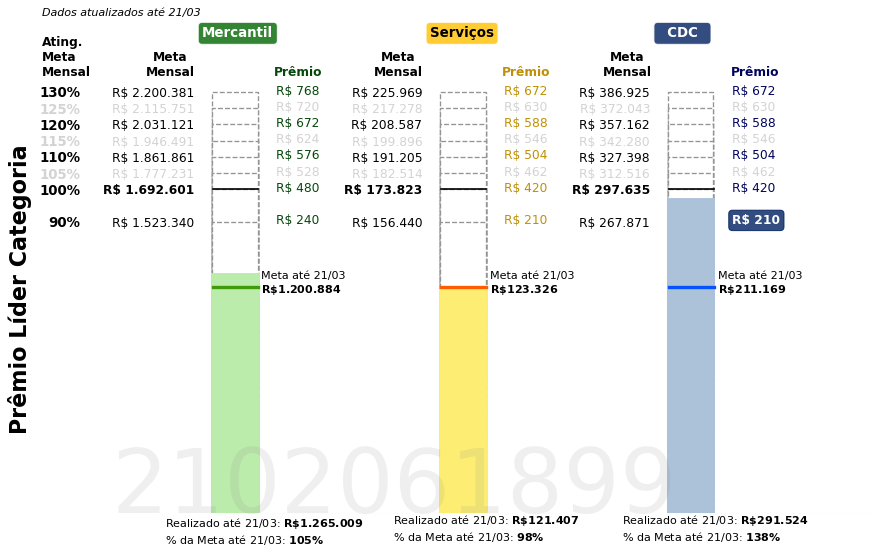 Dados atualizados até 21/03
Mercantil Serviços CDC
Ating. Meta Mensal
Meta Mensal Prêmio Meta Mensal Prêmio Meta Mensal Prêmio
130% R$ 2.200.381 R$ 768 R$ 225.969 R$ 672 R$ 386.925 R$ 672
125% R$ 2.115.751 R$ 720 R$ 217.278 R$ 630 R$ 372.043 R$ 630
120% R$ 2.031.121 R$ 672 R$ 208.587 R$ 588 R$ 357.162 R$ 588
115% R$ 1.946.491 R$ 624 R$ 199.896 R$ 546 R$ 342.280 R$ 546
110% R$ 1.861.861 R$ 576 R$ 191.205 R$ 504 R$ 327.398 R$ 504
105% R$ 1.777.231 R$ 528 R$ 182.514 R$ 462 R$ 312.516 R$ 462
100% R$ 1.692.601 R$ 480 R$ 173.823 R$ 420 R$ 297.635 R$ 420
90% R$ 1.523.340 R$ 240 R$ 156.440 R$ 210 R$ 267.871 R$ 210
Meta até 21/03 Meta até 21/03 Meta até 21/03
R$1.200.884 R$123.326 R$211.169
Prêmio Líder Categoria
2102061899
Realizado até 21/03: R$1.265.009 Realizado até 21/03: R$121.407 Realizado até 21/03: R$291.524
% da Meta até 21/03: 105% % da Meta até 21/03: 98% % da Meta até 21/03: 138%